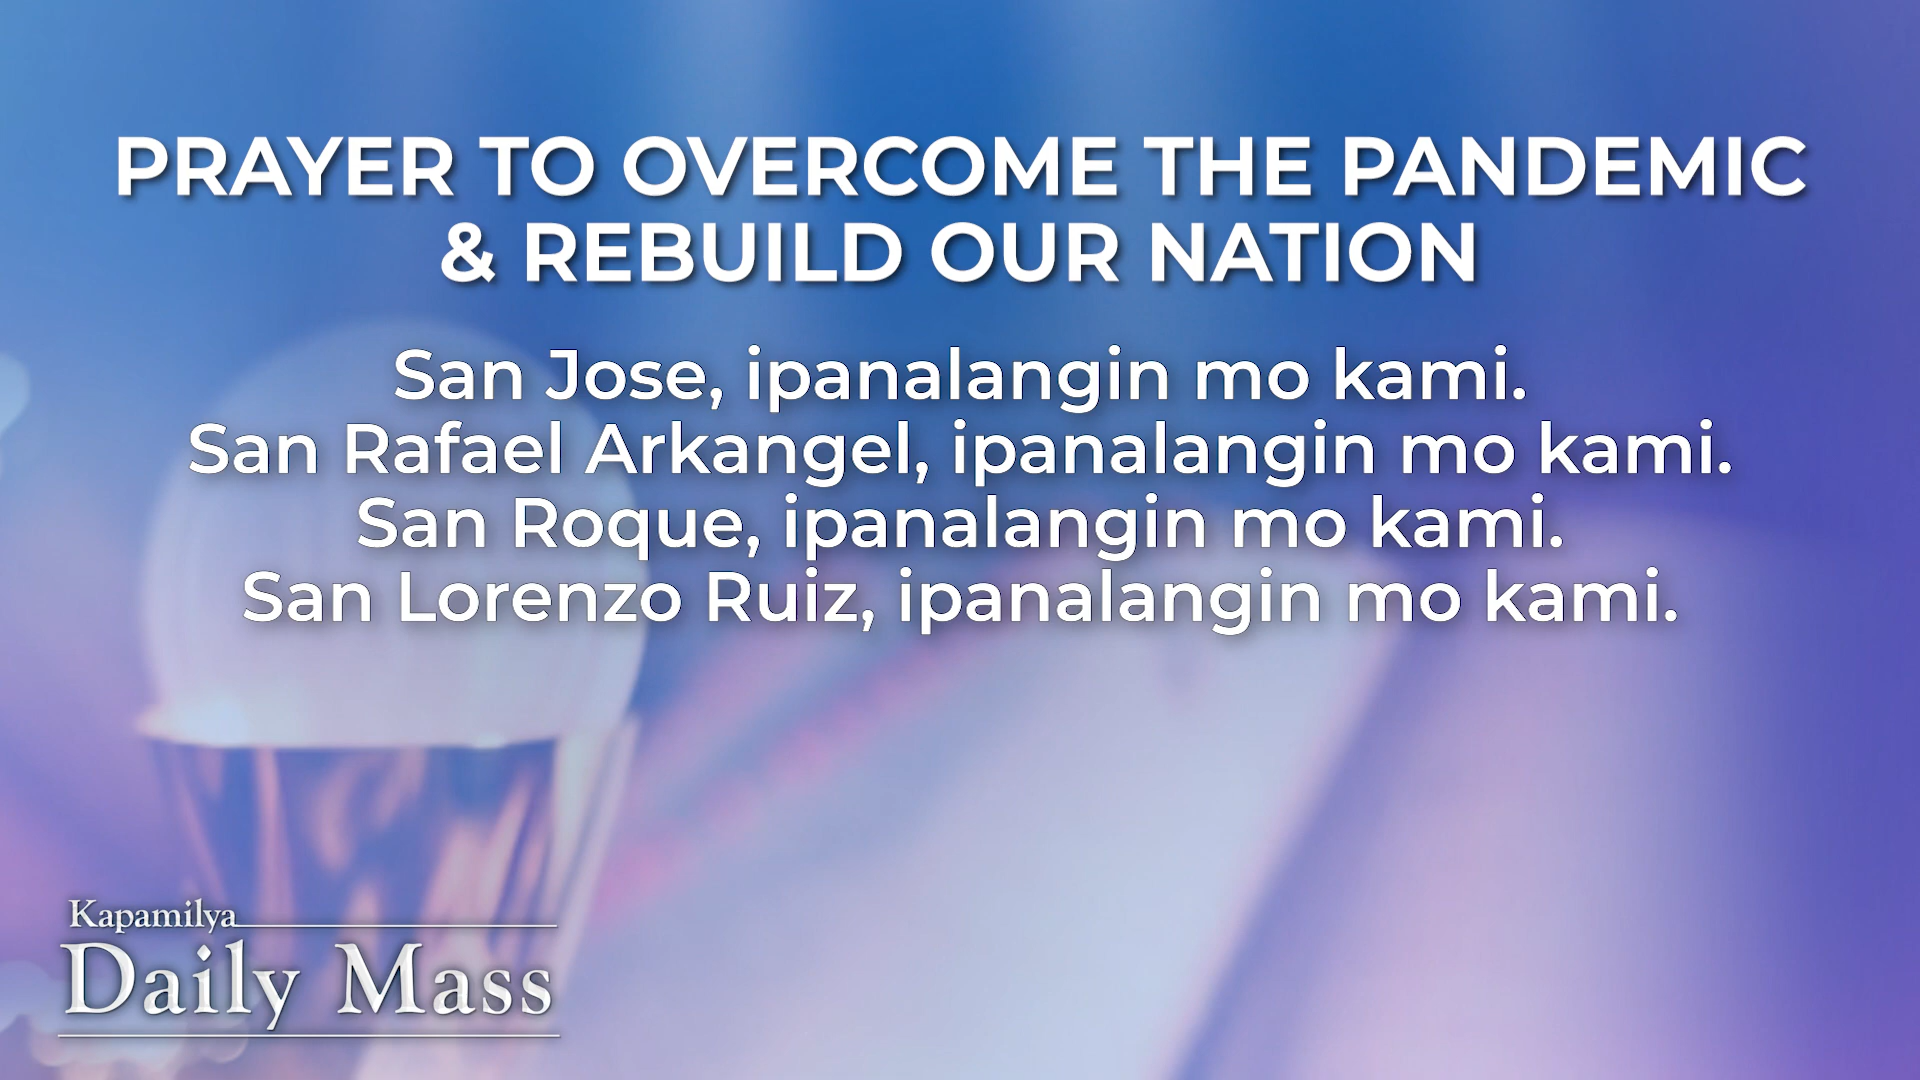 PRAYER TO OVERCOME THE PANDEMIC
& REBUILD OUR NATION
San Jose, ipanalangin mo kami.
San Rafael Arkangel, ipanalangin mo kami.
San Roque, ipanalangin mo kami.
San Lorenzo Ruiz, ipanalangin mo kami.
Kapamilya
Daily Mass